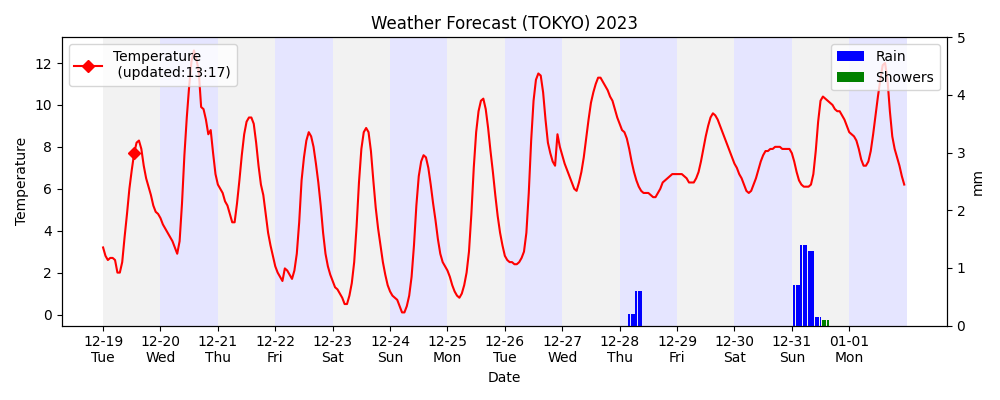 Weather Forecast (TOKYO) 2023
Temperature
(updated:13:17)
Rain
Showers
Temperature
12
10
8
6
4
2
0
5
4
3
2
1
0
mm
12-19 12-20 12-21 12-22 12-23 12-24 12-25 12-26 12-27 12-28 12-29 12-30 12-31 01-01
Tue Wed Thu Fri Sat Sun Mon Tue Wed Thu Fri Sat Sun Mon
Date